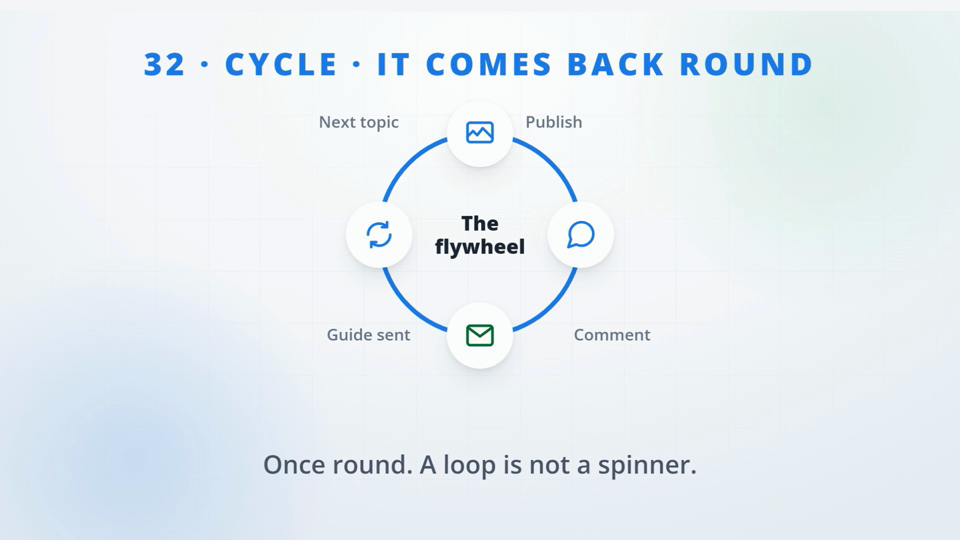 32 · CYCLE · IT COMES BACK ROUND
Next topic
Publish
The
flywheel
Guide sent
Comment
Once round. A loop is not a spinner.